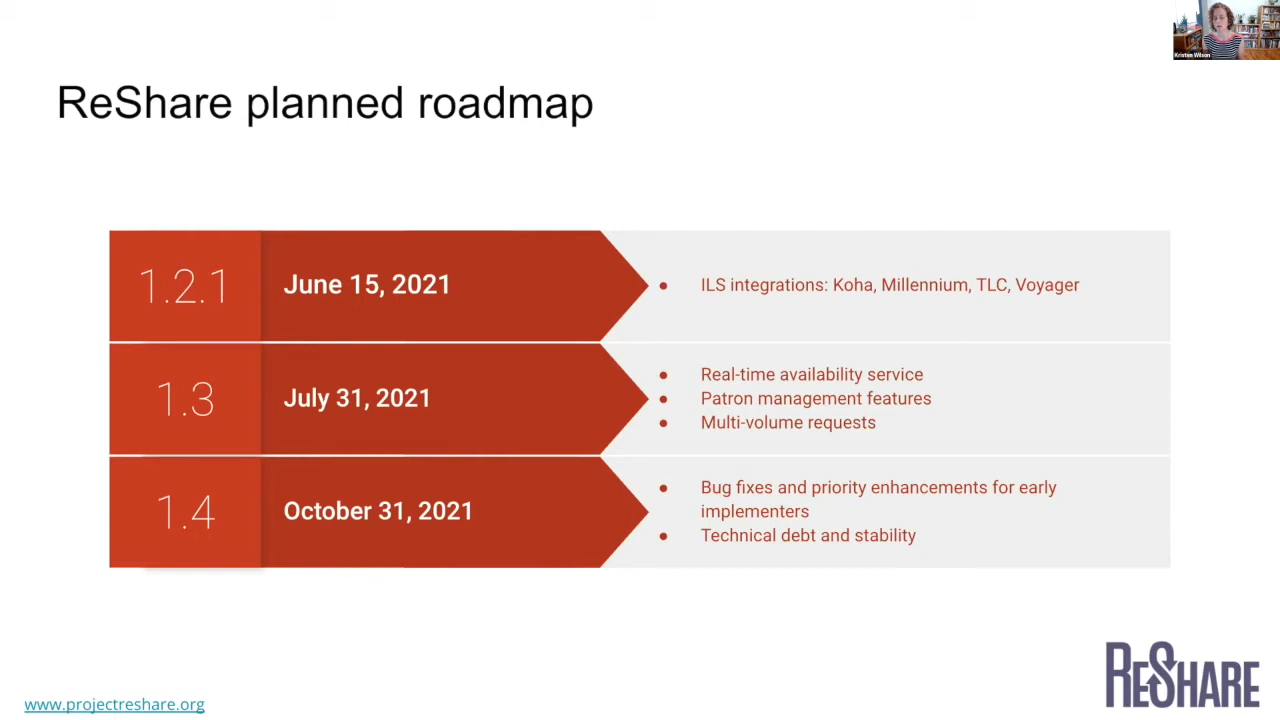 Kristen Wilson
ReShare planned roadmap
1.2.1
June 15, 2021
● ILS integrations: Koha, Millennium, TLC, Voyager
1.3
July 31, 2021
● Real-time availability service
● Patron management features
● Multi-volume requests
1.4
October 31, 2021
● Bug fixes and priority enhancements for early
implementers
● Technical debt and stability
www.projectreshare.org
RESHARE